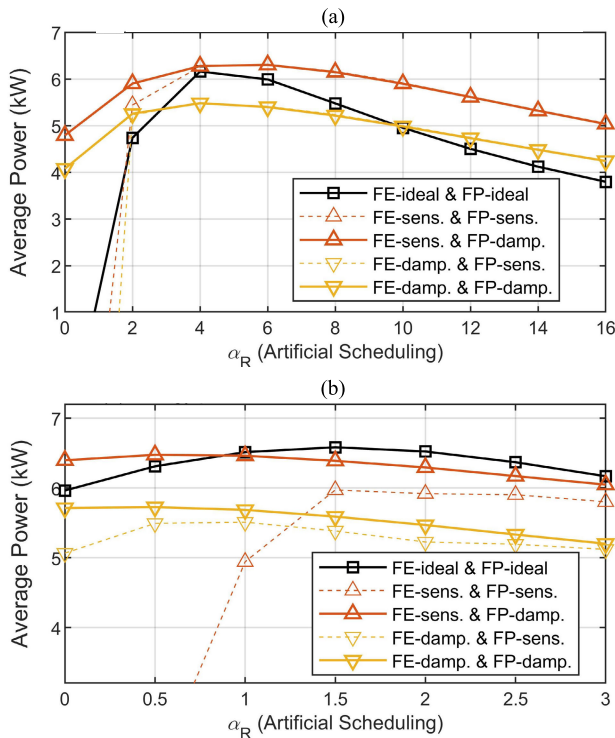 (a)
7
6
5
4
3
2
1
Average Power (kW)
FE-ideal & FP-ideal
FE-sens. & FP-sens.
FE-sens. & FP-damp.
FE-damp. & FP-sens.
FE-damp. & FP-damp.
0 2 4 6 8 10 12 14 16
α_R (Artificial Scheduling)
(b)
7
6
5
4
Average Power (kW)
FE-ideal & FP-ideal
FE-sens. & FP-sens.
FE-sens. & FP-damp.
FE-damp. & FP-sens.
FE-damp. & FP-damp.
0 0.5 1 1.5 2 2.5 3
α_R (Artificial Scheduling)